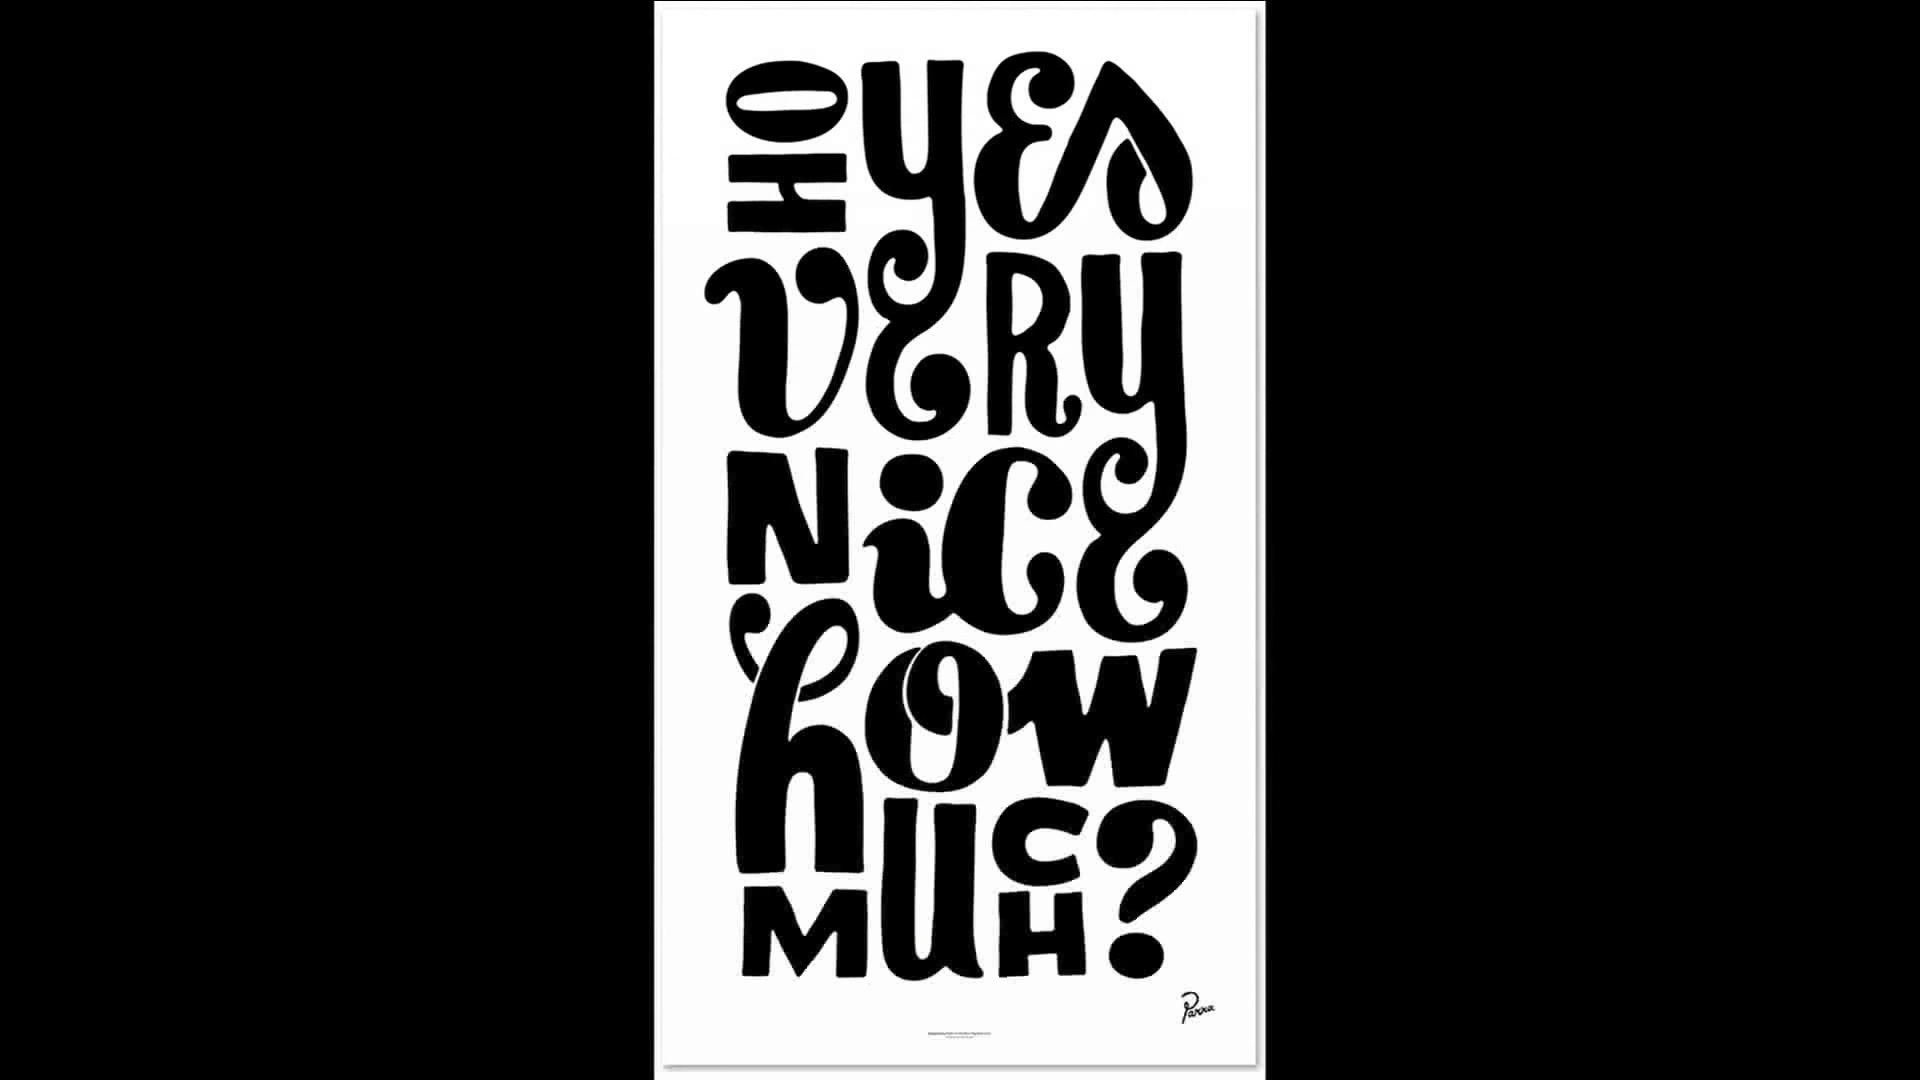 OH YES
VERY
NiCE
hOW
MUCH?
Parra